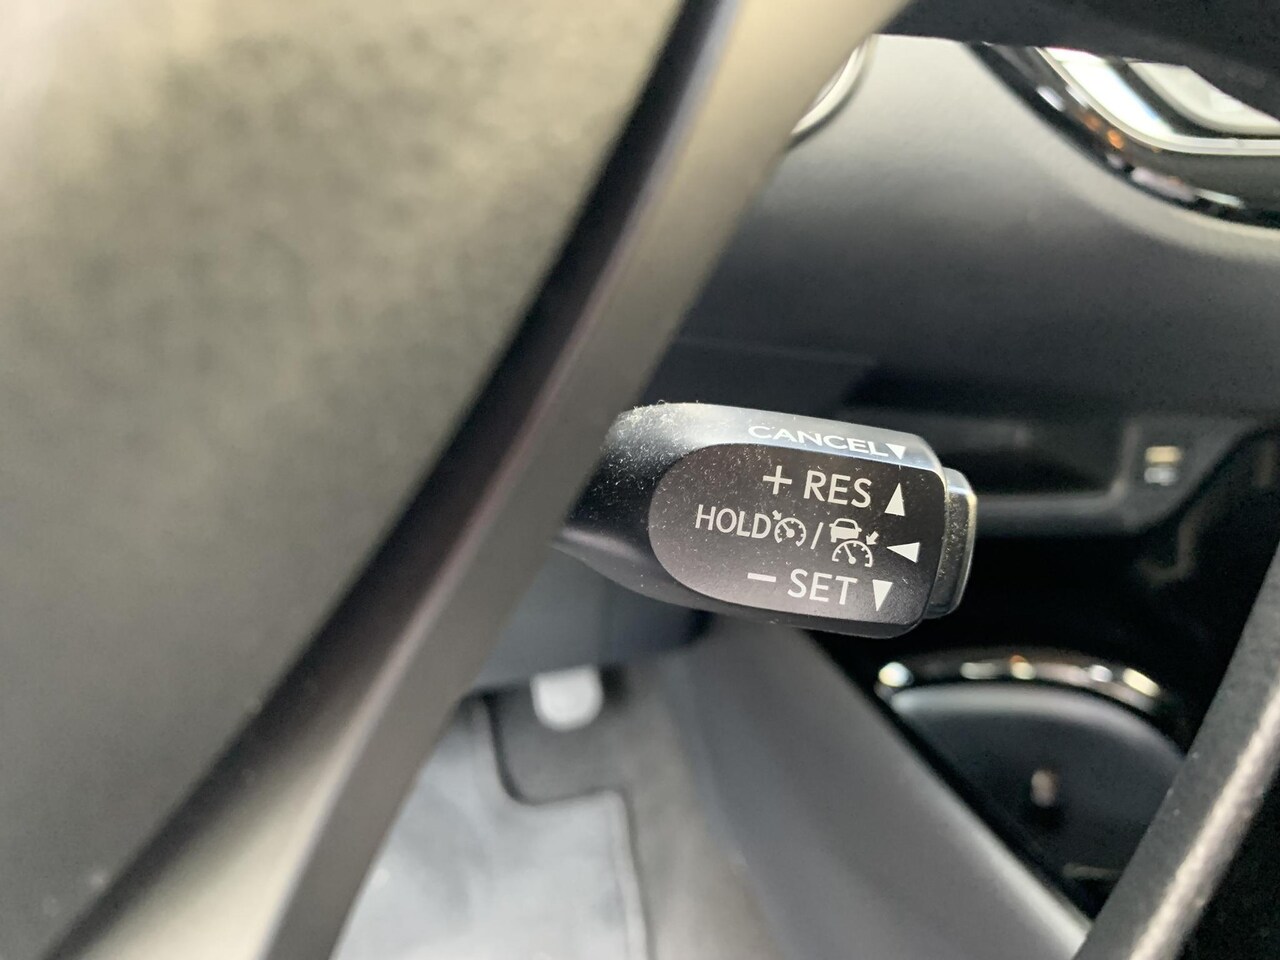 CANCEL▼
+ RES ▲
HOLD / ◀
− SET ▼